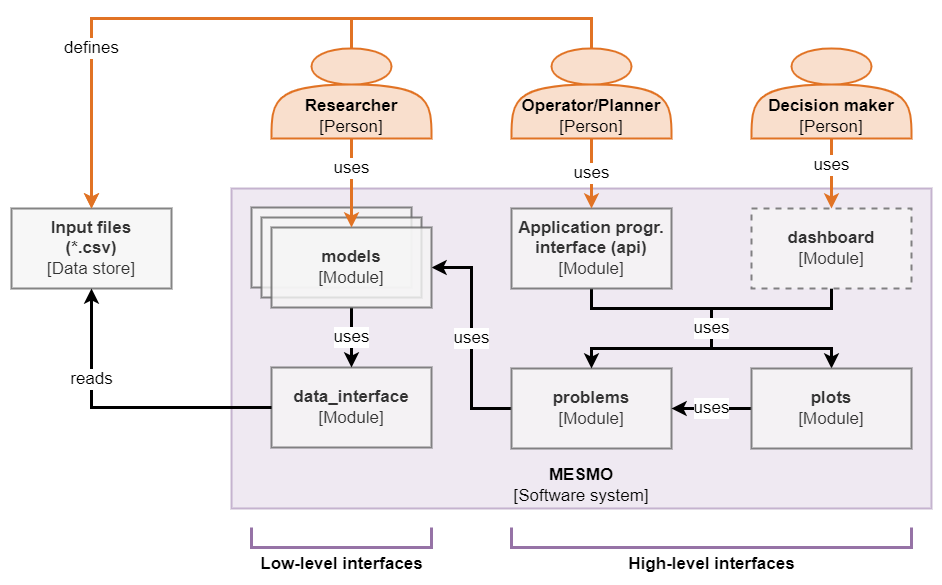 defines
Researcher
[Person]
Operator/Planner
[Person]
Decision maker
[Person]
uses
uses
uses
Input files
(*.csv)
[Data store]
models
[Module]
Application progr.
interface (api)
[Module]
dashboard
[Module]
uses
uses
uses
reads
data_interface
[Module]
problems
[Module]
uses
plots
[Module]
MESMO
[Software system]
Low-level interfaces
High-level interfaces